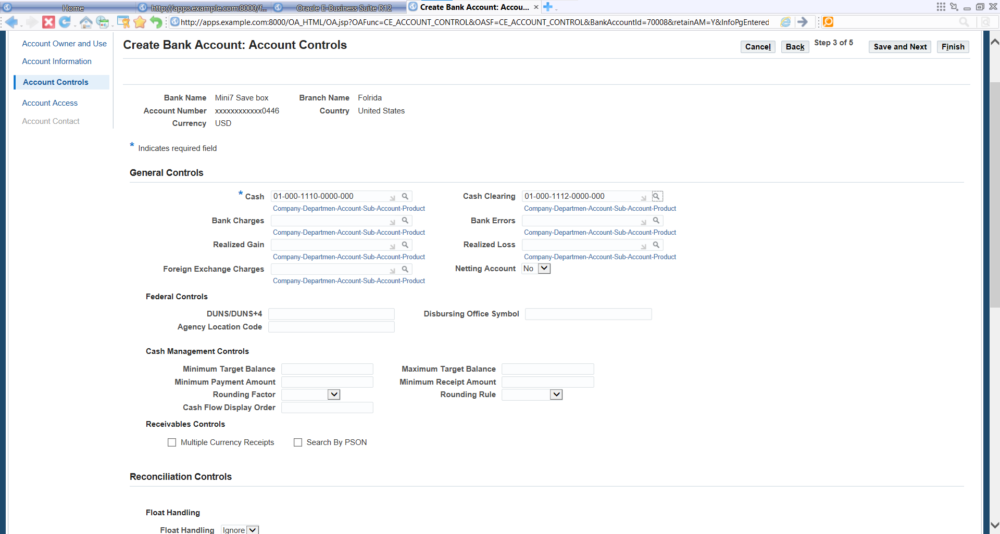 Home
http://apps.example.com:8000/f...
Oracle E-Business Suite R12
Create Bank Account: Accou...
http://apps.example.com:8000/OA_HTML/OA.jsp?OAFunc=CE_ACCOUNT_CONTROL&OASF=CE_ACCOUNT_CONTROL&BankAccountId=70008&retainAM=Y&InfoPgEntered
Account Owner and Use
Account Information
Account Controls
Account Access
Account Contact
Create Bank Account: Account Controls
Cancel
Back
Step 3 of 5
Save and Next
Finish
Bank Name Mini7 Save box
Branch Name Folrida
Account Number xxxxxxxxxxxx0446
Country United States
Currency USD
* Indicates required field
General Controls
* Cash 01-000-1110-0000-000
Company-Departmen-Account-Sub-Account-Product
Cash Clearing 01-000-1112-0000-000
Company-Departmen-Account-Sub-Account-Product
Bank Charges
Company-Departmen-Account-Sub-Account-Product
Bank Errors
Company-Departmen-Account-Sub-Account-Product
Realized Gain
Company-Departmen-Account-Sub-Account-Product
Realized Loss
Company-Departmen-Account-Sub-Account-Product
Foreign Exchange Charges
Company-Departmen-Account-Sub-Account-Product
Netting Account No
Federal Controls
DUNS/DUNS+4
Disbursing Office Symbol
Agency Location Code
Cash Management Controls
Minimum Target Balance
Maximum Target Balance
Minimum Payment Amount
Minimum Receipt Amount
Rounding Factor
Rounding Rule
Cash Flow Display Order
Receivables Controls
Multiple Currency Receipts
Search By PSON
Reconciliation Controls
Float Handling
Float Handling Ignore